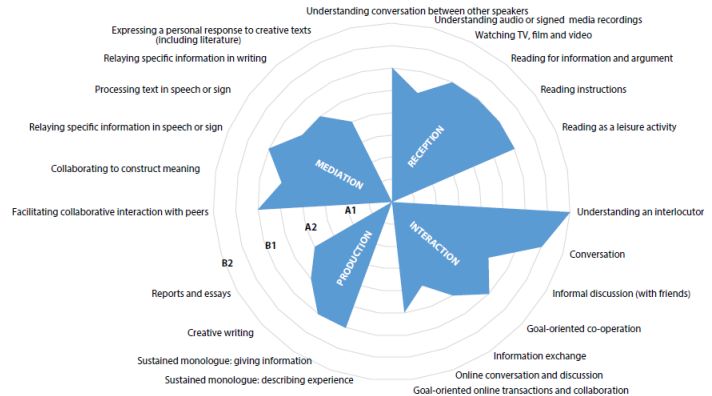 Understanding conversation between other speakers
Understanding audio or signed media recordings
Watching TV, film and video
Reading for information and argument
Reading instructions
Reading as a leisure activity
Understanding an interlocutor
Conversation
Informal discussion (with friends)
Goal-oriented co-operation
Information exchange
Online conversation and discussion
Goal-oriented online transactions and collaboration
Sustained monologue: describing experience
Sustained monologue: giving information
Creative writing
Reports and essays
Facilitating collaborative interaction with peers
Collaborating to construct meaning
Relaying specific information in speech or sign
Processing text in speech or sign
Relaying specific information in writing
Expressing a personal response to creative texts
(including literature)
RECEPTION
INTERACTION
PRODUCTION
MEDIATION
A1
A2
B1
B2